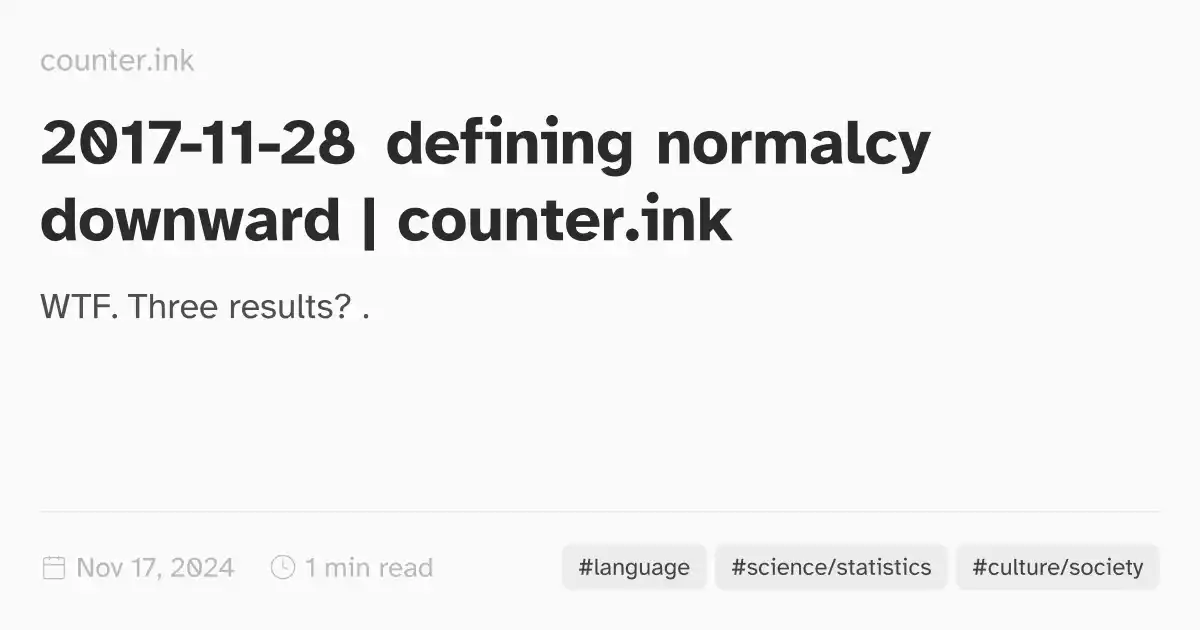 counter.ink
2017-11-28 defining normalcy
downward | counter.ink
WTF. Three results? .
Nov 17, 2024 1 min read #language #science/statistics #culture/society